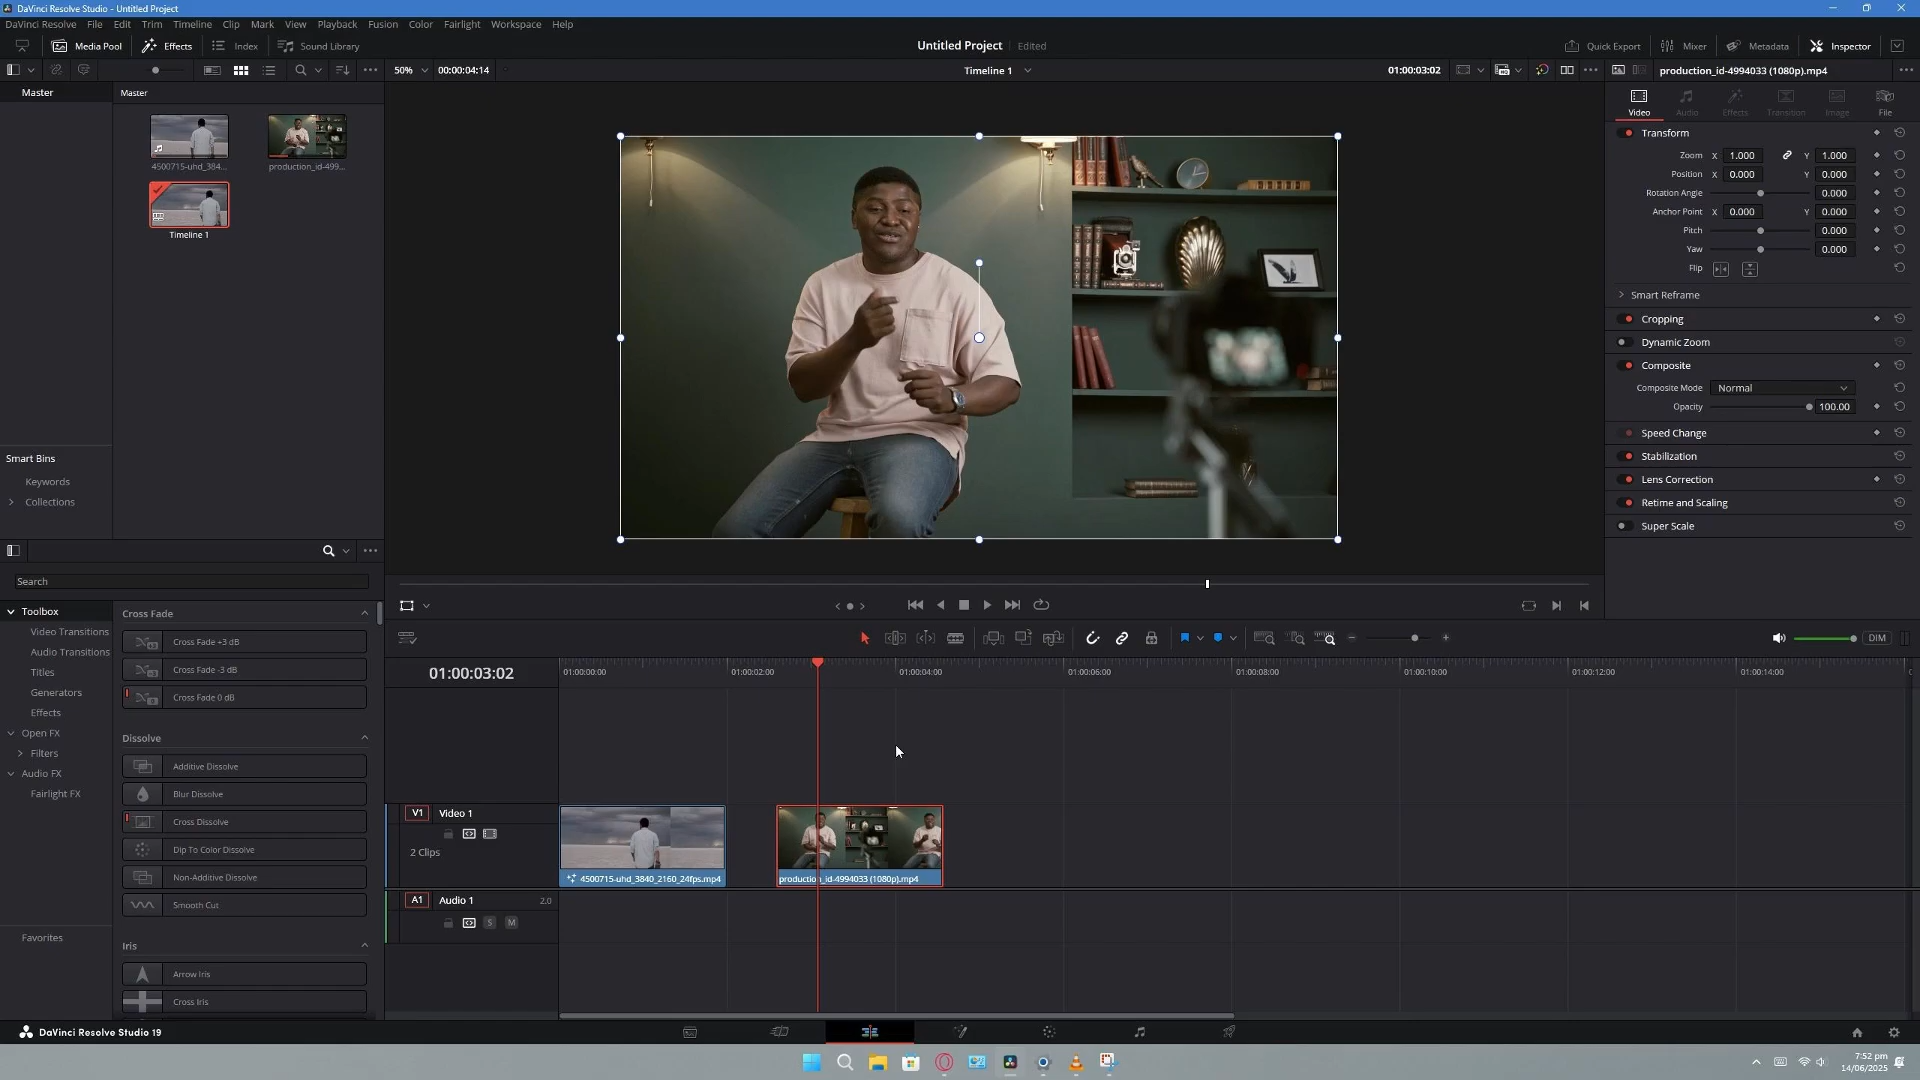 DaVinci Resolve Studio - Untitled Project
DaVinci Resolve File Edit Trim Timeline Clip Mark View Playback Fusion Color Fairlight Workspace Help
Media Pool Effects Index Sound Library Untitled Project Edited Quick Export Mixer Metadata Inspector
50% 00:00:04:14 Timeline 1 01:00:03:02 production_id-4994033 (1080p).mp4
Master
Master
4500715-uhd_384...
production_id-499...
Timeline 1
Smart Bins
Keywords
Collections
Video Audio Effects Transition Image File
Transform
Zoom X 1.000 Y 1.000
Position X 0.000 Y 0.000
Rotation Angle 0.000
Anchor Point X 0.000 Y 0.000
Pitch 0.000
Yaw 0.000
Flip
Smart Reframe
Cropping
Dynamic Zoom
Composite
Composite Mode Normal
Opacity 100.00
Speed Change
Stabilization
Lens Correction
Retime and Scaling
Super Scale
Search
Toolbox
Video Transitions
Audio Transitions
Titles
Generators
Effects
Open FX
Filters
Audio FX
Fairlight FX
Favorites
Cross Fade
Cross Fade +3 dB
Cross Fade -3 dB
Cross Fade 0 dB
Dissolve
Additive Dissolve
Blur Dissolve
Cross Dissolve
Dip To Color Dissolve
Non-Additive Dissolve
Smooth Cut
Iris
Arrow Iris
Cross Iris
DIM
01:00:03:02
01:00:00:00 01:00:02:00 01:00:04:00 01:00:06:00 01:00:08:00 01:00:10:00 01:00:12:00 01:00:14:00
V1 Video 1
2 Clips
4500715-uhd_3840_2160_24fps.mp4
production_id-4994033 (1080p).mp4
A1 Audio 1 2.0
S M
DaVinci Resolve Studio 19
7:52 pm
14/06/2025